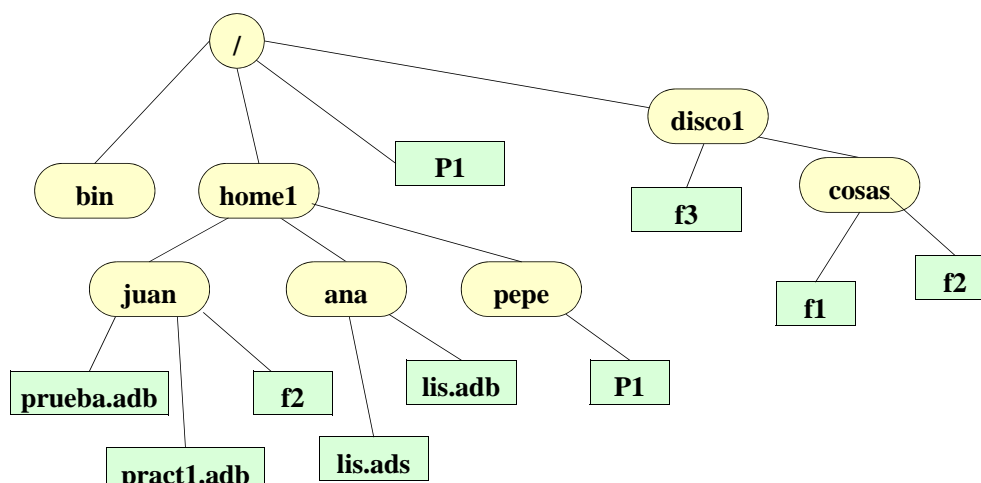 /
disco1
P1
bin
home1
cosas
f3
juan
ana
pepe
f1
f2
prueba.adb
f2
lis.adb
P1
pract1.adb
lis.ads